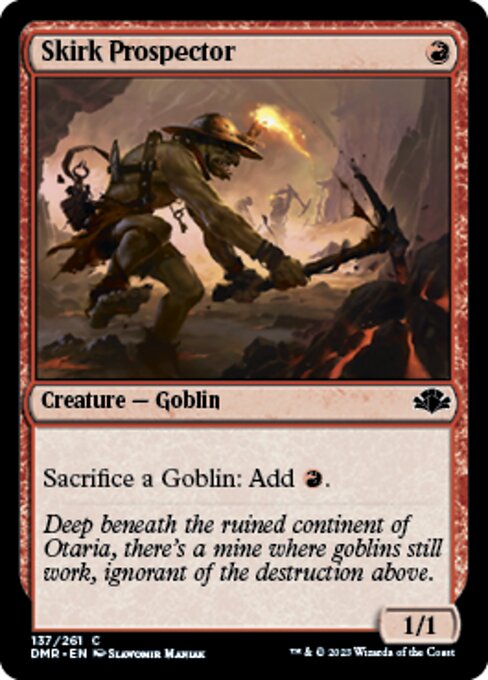 Skirk Prospector
Creature — Goblin
Sacrifice a Goblin: Add .
Deep beneath the ruined continent of
Otaria, there's a mine where goblins still
work, ignorant of the destruction above.
1/1
137/261 C
DMR • EN Slawomir Maniak
™ & © 2023 Wizards of the Coast